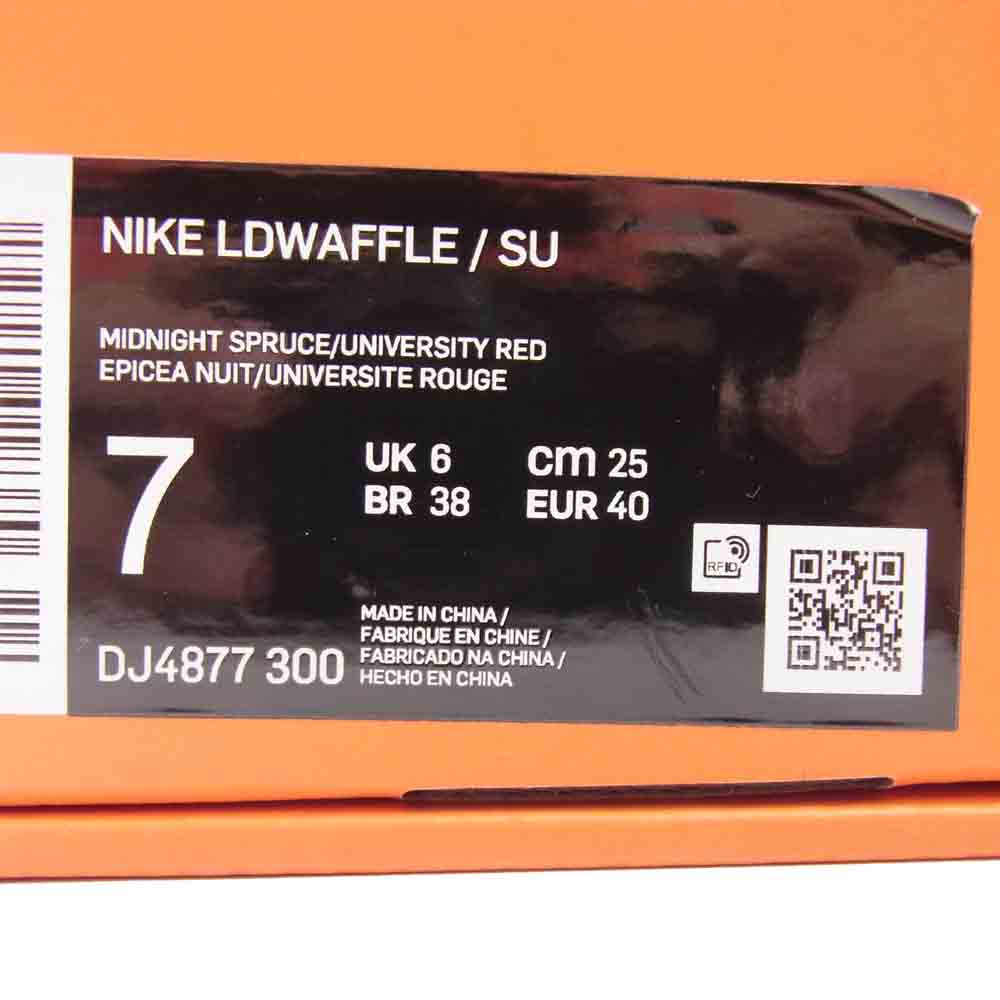 NIKE LDWAFFLE / SU
MIDNIGHT SPRUCE/UNIVERSITY RED
EPICEA NUIT/UNIVERSITE ROUGE
7
UK 6 cm 25
BR 38 EUR 40
RFID
MADE IN CHINA /
FABRIQUE EN CHINE /
FABRICADO NA CHINA /
HECHO EN CHINA
DJ4877 300